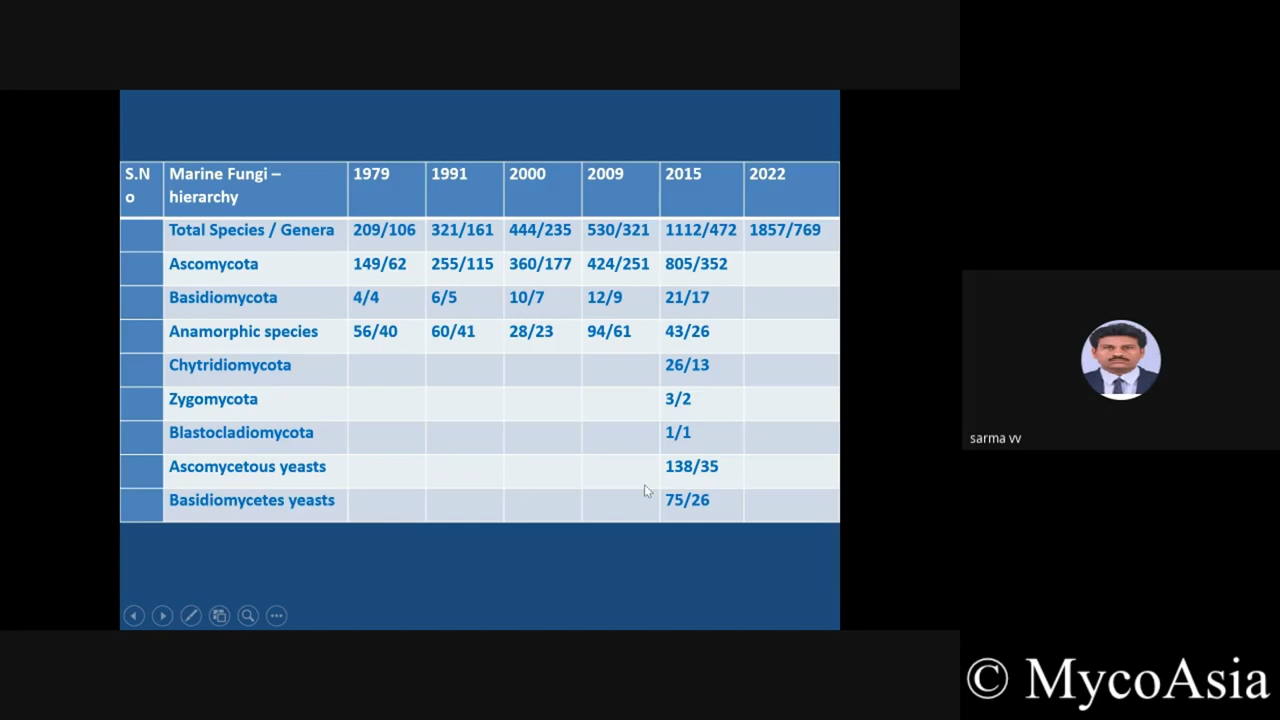 S.N
o
Marine Fungi –
hierarchy
1979 1991 2000 2009 2015 2022
Total Species / Genera 209/106 321/161 444/235 530/321 1112/472 1857/769
Ascomycota 149/62 255/115 360/177 424/251 805/352
Basidiomycota 4/4 6/5 10/7 12/9 21/17
Anamorphic species 56/40 60/41 28/23 94/61 43/26
Chytridiomycota 26/13
Zygomycota 3/2
Blastocladiomycota 1/1
Ascomycetous yeasts 138/35
Basidiomycetes yeasts 75/26
sarma vv
© MycoAsia